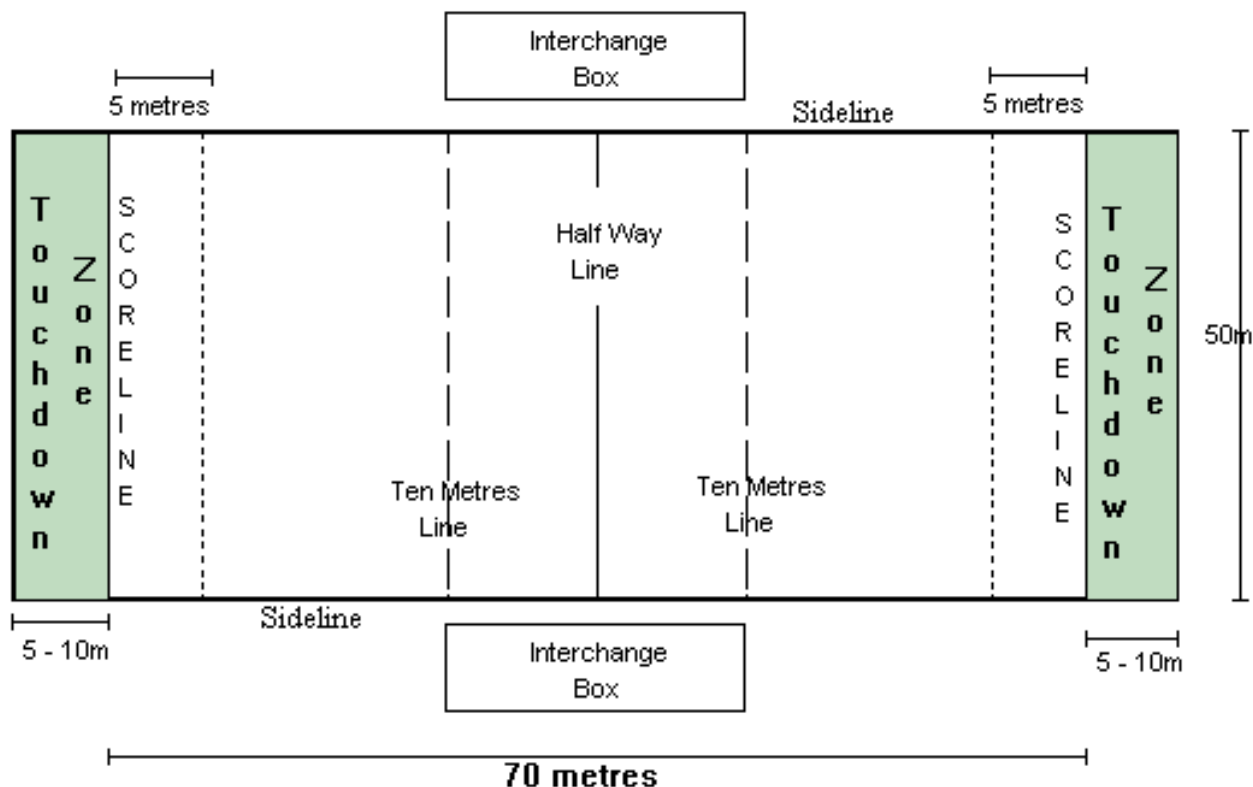 Interchange
Box
5 metres
5 metres
Sideline
Touchdown
Zone
SCORELINE
Half Way
Line
SCORELINE
Touchdown
Zone
50m
Ten Metres
Line
Ten Metres
Line
Sideline
5 - 10m
Interchange
Box
5 - 10m
70 metres